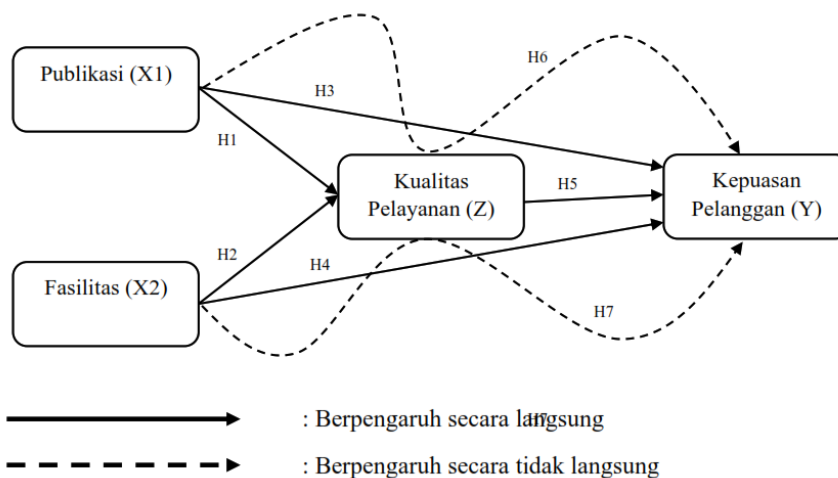 Publikasi (X1)
H6
H3
H1
Kualitas
Pelayanan (Z)
H5
Kepuasan
Pelanggan (Y)
H2
H4
Fasilitas (X2)
H7
: Berpengaruh secara langsung
H7
: Berpengaruh secara tidak langsung